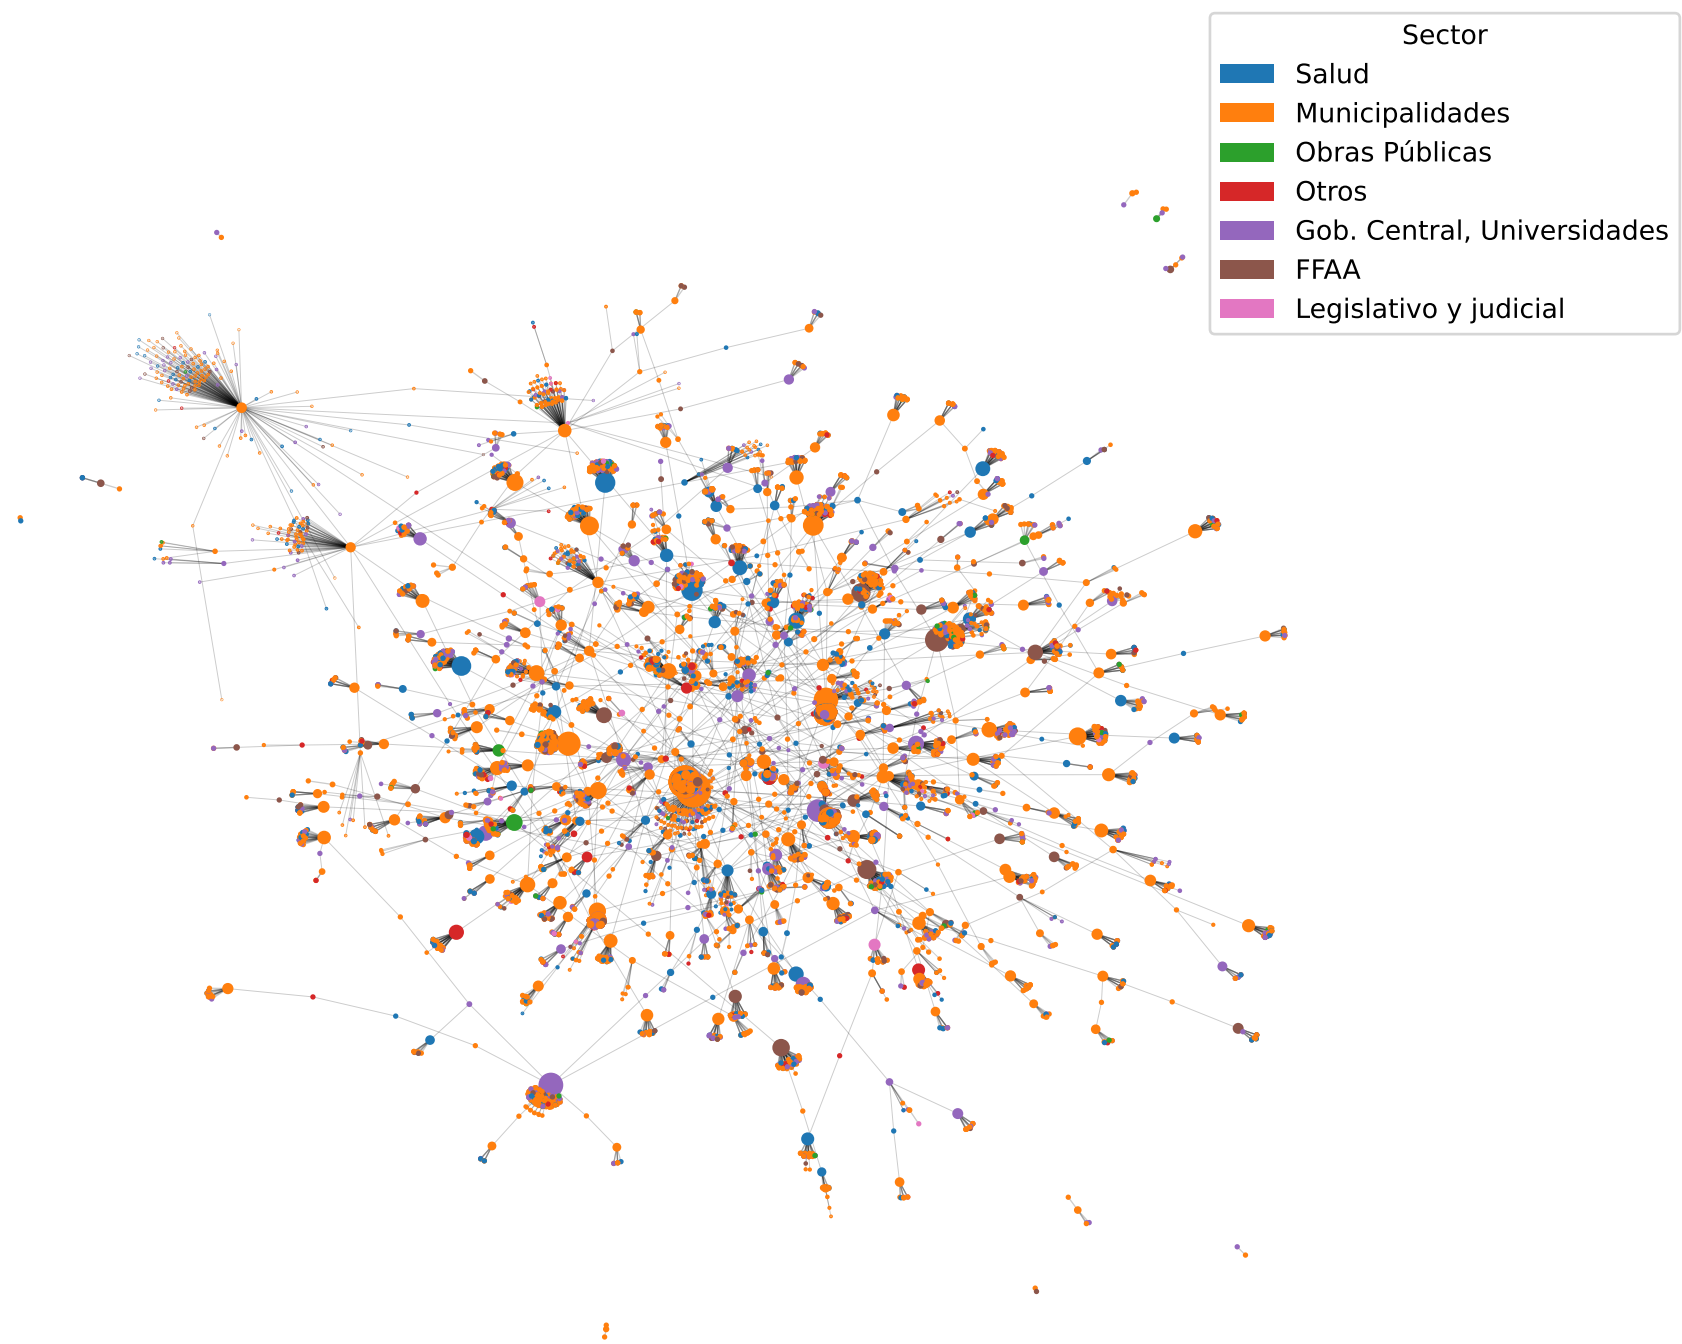 Sector
Salud
Municipalidades
Obras Públicas
Otros
Gob. Central, Universidades
FFAA
Legislativo y judicial